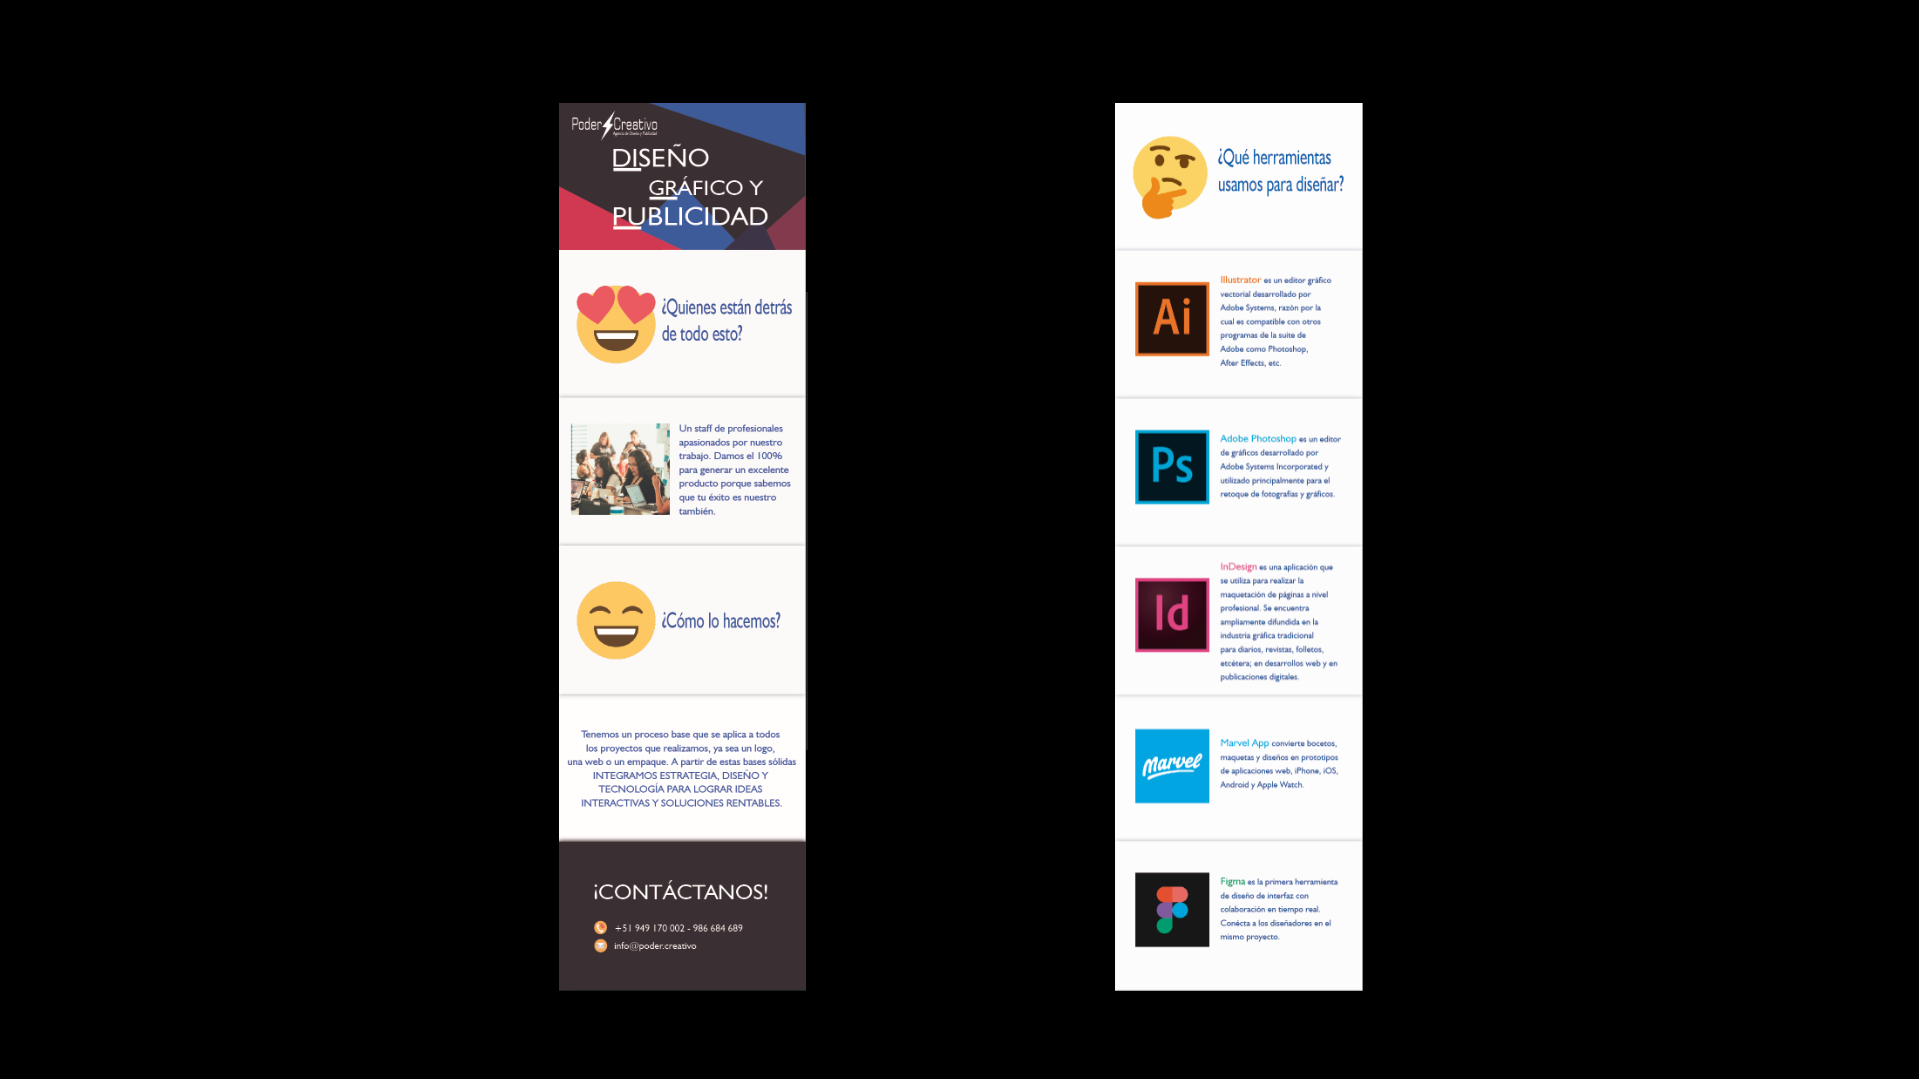 Poder Creativo
Agencia de Diseño y Publicidad
DISEÑO
GRÁFICO Y
PUBLICIDAD
¿Quienes están detrás
de todo esto?
Un staff de profesionales
apasionados por nuestro
trabajo. Damos el 100%
para generar un excelente
producto porque sabemos
que tu éxito es nuestro
también.
¿Cómo lo hacemos?
Tenemos un proceso base que se aplica a todos
los proyectos que realizamos, ya sea un logo,
una web o un empaque. A partir de estas bases sólidas
INTEGRAMOS ESTRATEGIA, DISEÑO Y
TECNOLOGÍA PARA LOGRAR IDEAS
INTERACTIVAS Y SOLUCIONES RENTABLES.
¡CONTÁCTANOS!
+51 949 170 002 - 986 684 689
info@poder.creativo
¿Qué herramientas
usamos para diseñar?
Ai
Illustrator es un editor gráfico
vectorial desarrollado por
Adobe Systems, razón por la
cual es compatible con otros
programas de la suite de
Adobe como Photoshop,
After Effects, etc.
Ps
Adobe Photoshop es un editor
de gráficos desarrollado por
Adobe Systems Incorporated y
utilizado principalmente para el
retoque de fotografías y gráficos.
Id
InDesign es una aplicación que
se utiliza para realizar la
maquetación de páginas a nivel
profesional. Se encuentra
ampliamente difundida en la
industria gráfica tradicional
para diarios, revistas, folletos,
etcétera; en desarrollos web y en
publicaciones digitales.
Marvel
Marvel App convierte bocetos,
maquetas y diseños en prototipos
de aplicaciones web, iPhone, iOS,
Android y Apple Watch.
Figma es la primera herramienta
de diseño de interfaz con
colaboración en tiempo real.
Conécta a los diseñadores en el
mismo proyecto.